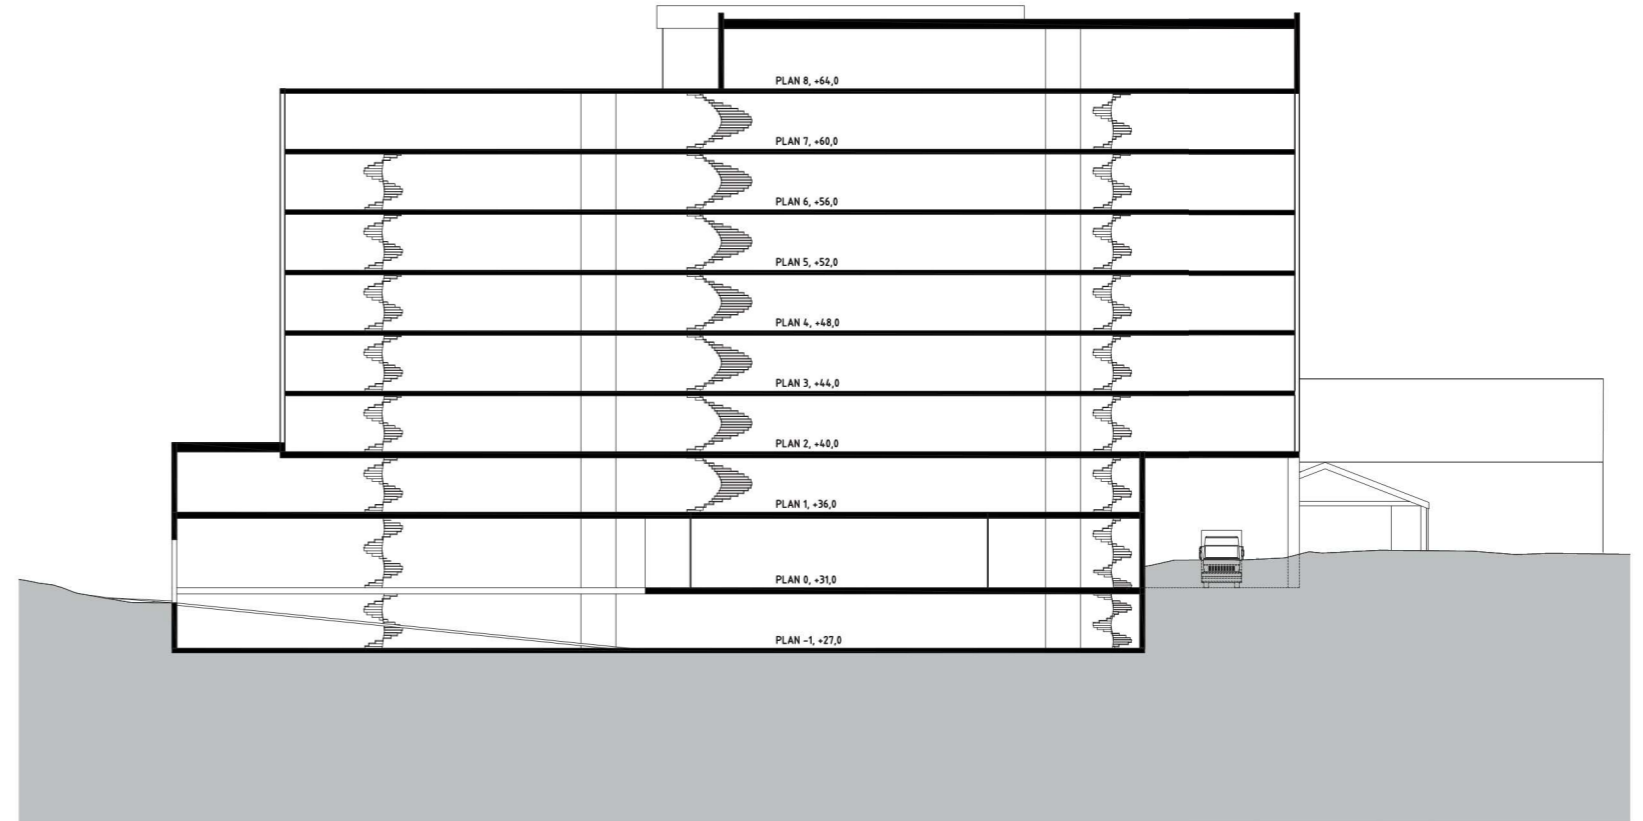 PLAN 8, +64,0
PLAN 7, +60,0
PLAN 6, +56,0
PLAN 5, +52,0
PLAN 4, +48,0
PLAN 3, +44,0
PLAN 2, +40,0
PLAN 1, +36,0
PLAN 0, +31,0
PLAN -1, +27,0